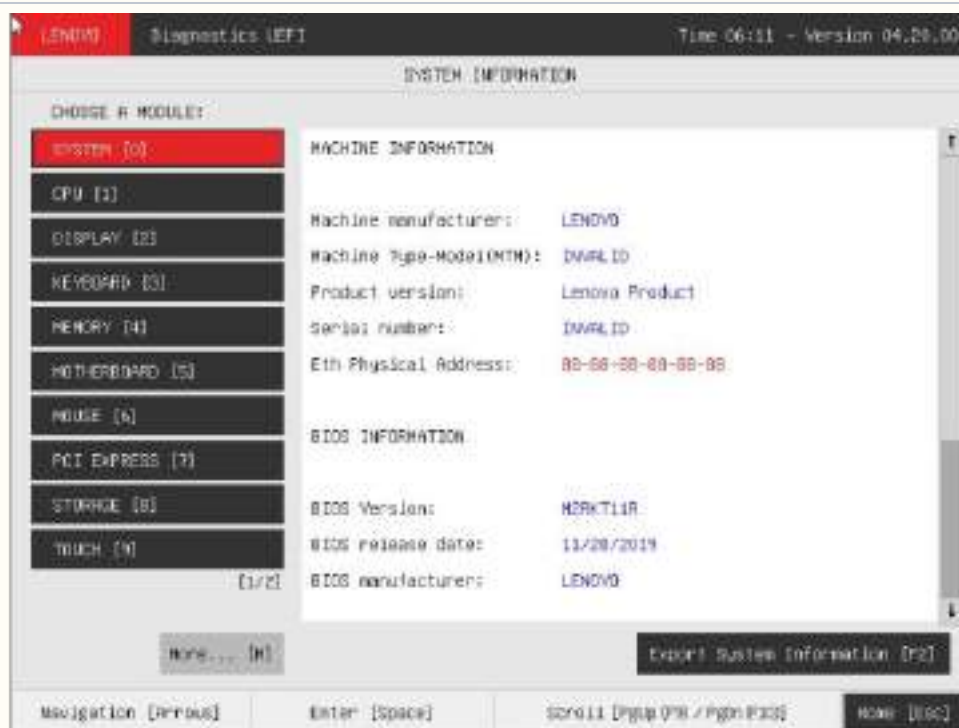 LENOVO Diagnostics UEFI Time 06:11 - Version 04.20.00
SYSTEM INFORMATION
CHOOSE A MODULE:
SYSTEM [0]
CPU [1]
DISPLAY [2]
KEYBOARD [3]
MEMORY [4]
MOTHERBOARD [5]
MOUSE [6]
PCI EXPRESS [7]
STORAGE [8]
TOUCH [9]
[1/2]
More... [M]
MACHINE INFORMATION
Machine manufacturer: LENOVO
Machine Type-Model(MTM): INVALID
Product version: Lenovo Product
Serial number: INVALID
Eth Physical Address:
BIOS INFORMATION
BIOS Version: M2RKT11R
BIOS release date: 11/20/2019
BIOS manufacturer: LENOVO
Export System Information [F2]
Navigation [Arrows] Enter [Space] Scroll Home [Esc]